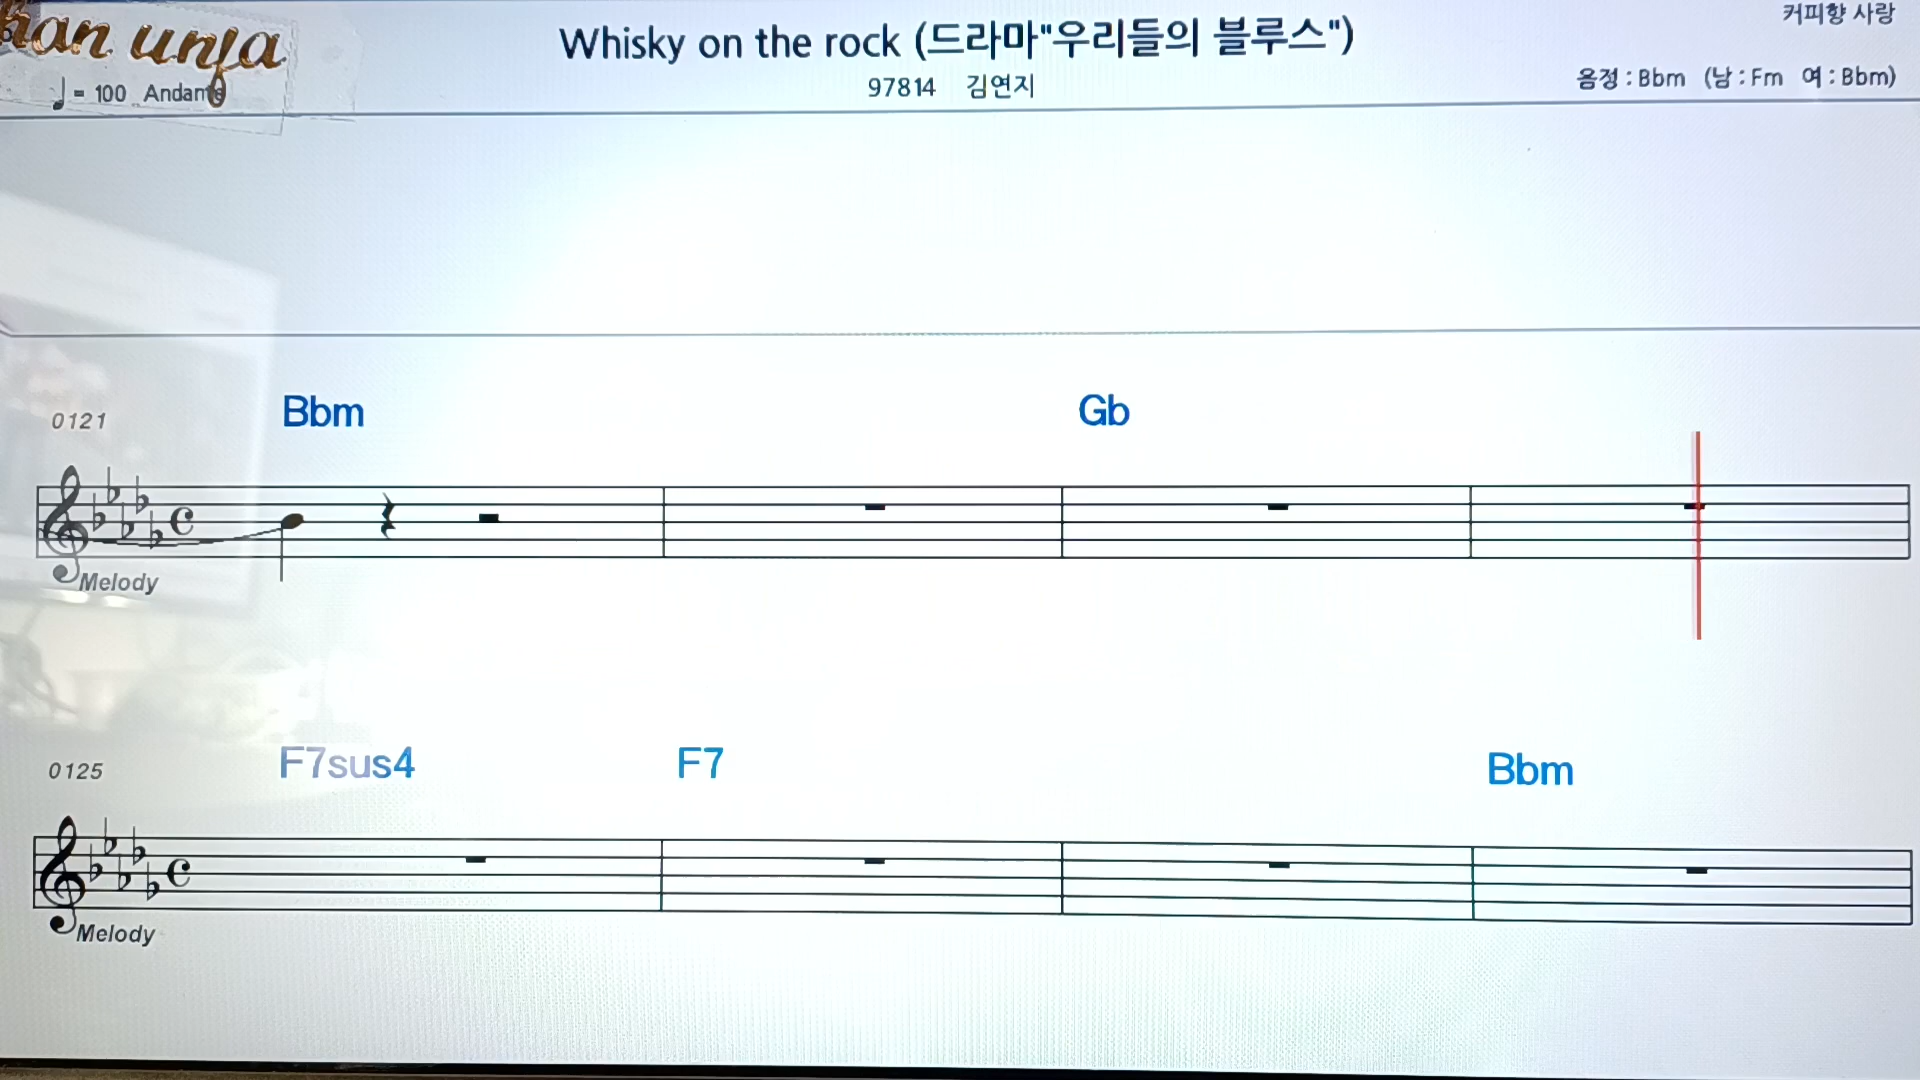 unja
Whisky on the rock (드라마"우리들의 블루스")
커피향 사랑
= 100 Andante
97814 김연지
음정 : Bbm (남 : Fm 여 : Bbm)
0121 Bbm Gb
Melody
0125 F7sus4 F7 Bbm
Melody